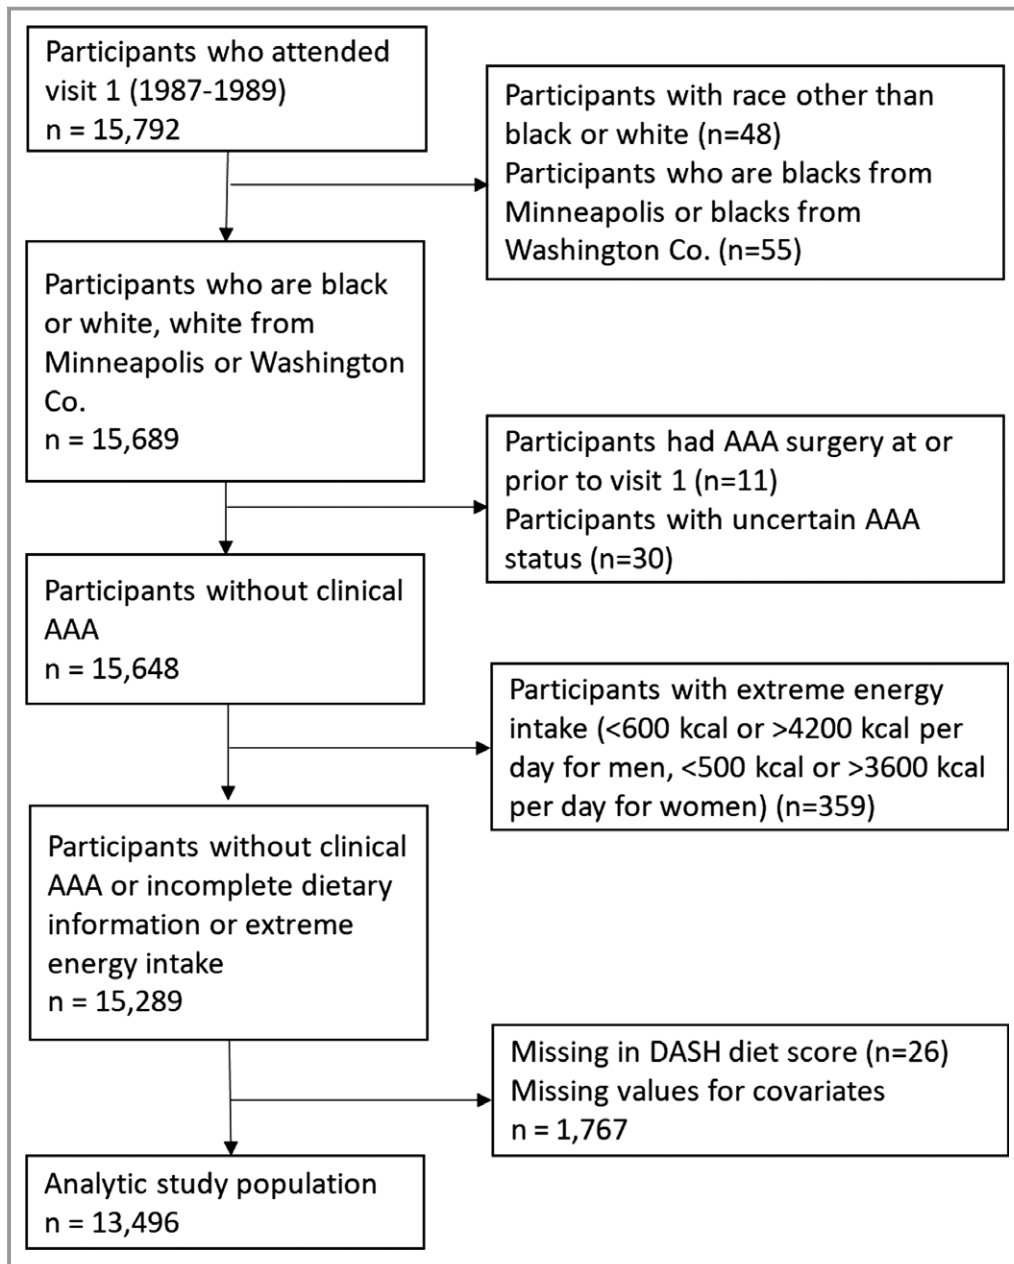 Participants who attended
visit 1 (1987-1989)
n = 15,792
Participants with race other than
black or white (n=48)
Participants who are blacks from
Minneapolis or blacks from
Washington Co. (n=55)
Participants who are black
or white, white from
Minneapolis or Washington
Co.
n = 15,689
Participants had AAA surgery at or
prior to visit 1 (n=11)
Participants with uncertain AAA
status (n=30)
Participants without clinical
AAA
n = 15,648
Participants with extreme energy
intake (<600 kcal or >4200 kcal per
day for men, <500 kcal or >3600 kcal
per day for women) (n=359)
Participants without clinical
AAA or incomplete dietary
information or extreme
energy intake
n = 15,289
Missing in DASH diet score (n=26)
Missing values for covariates
n = 1,767
Analytic study population
n = 13,496